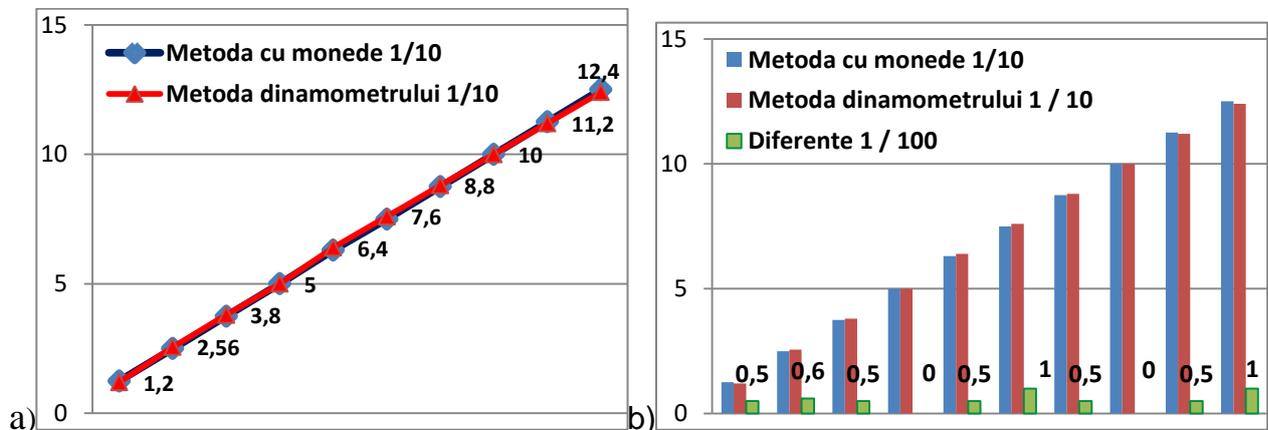 15
Metoda cu monede 1/10
Metoda dinamometrului 1/10
12,4
11,2
10
10
8,8
7,6
6,4
5
5
3,8
2,56
1,2
0
a)
15
Metoda cu monede 1/10
Metoda dinamometrului 1 / 10
Diferente 1 / 100
10
5
0,5 0,6 0,5 0 0,5 1 0,5 0 0,5 1
0
b)